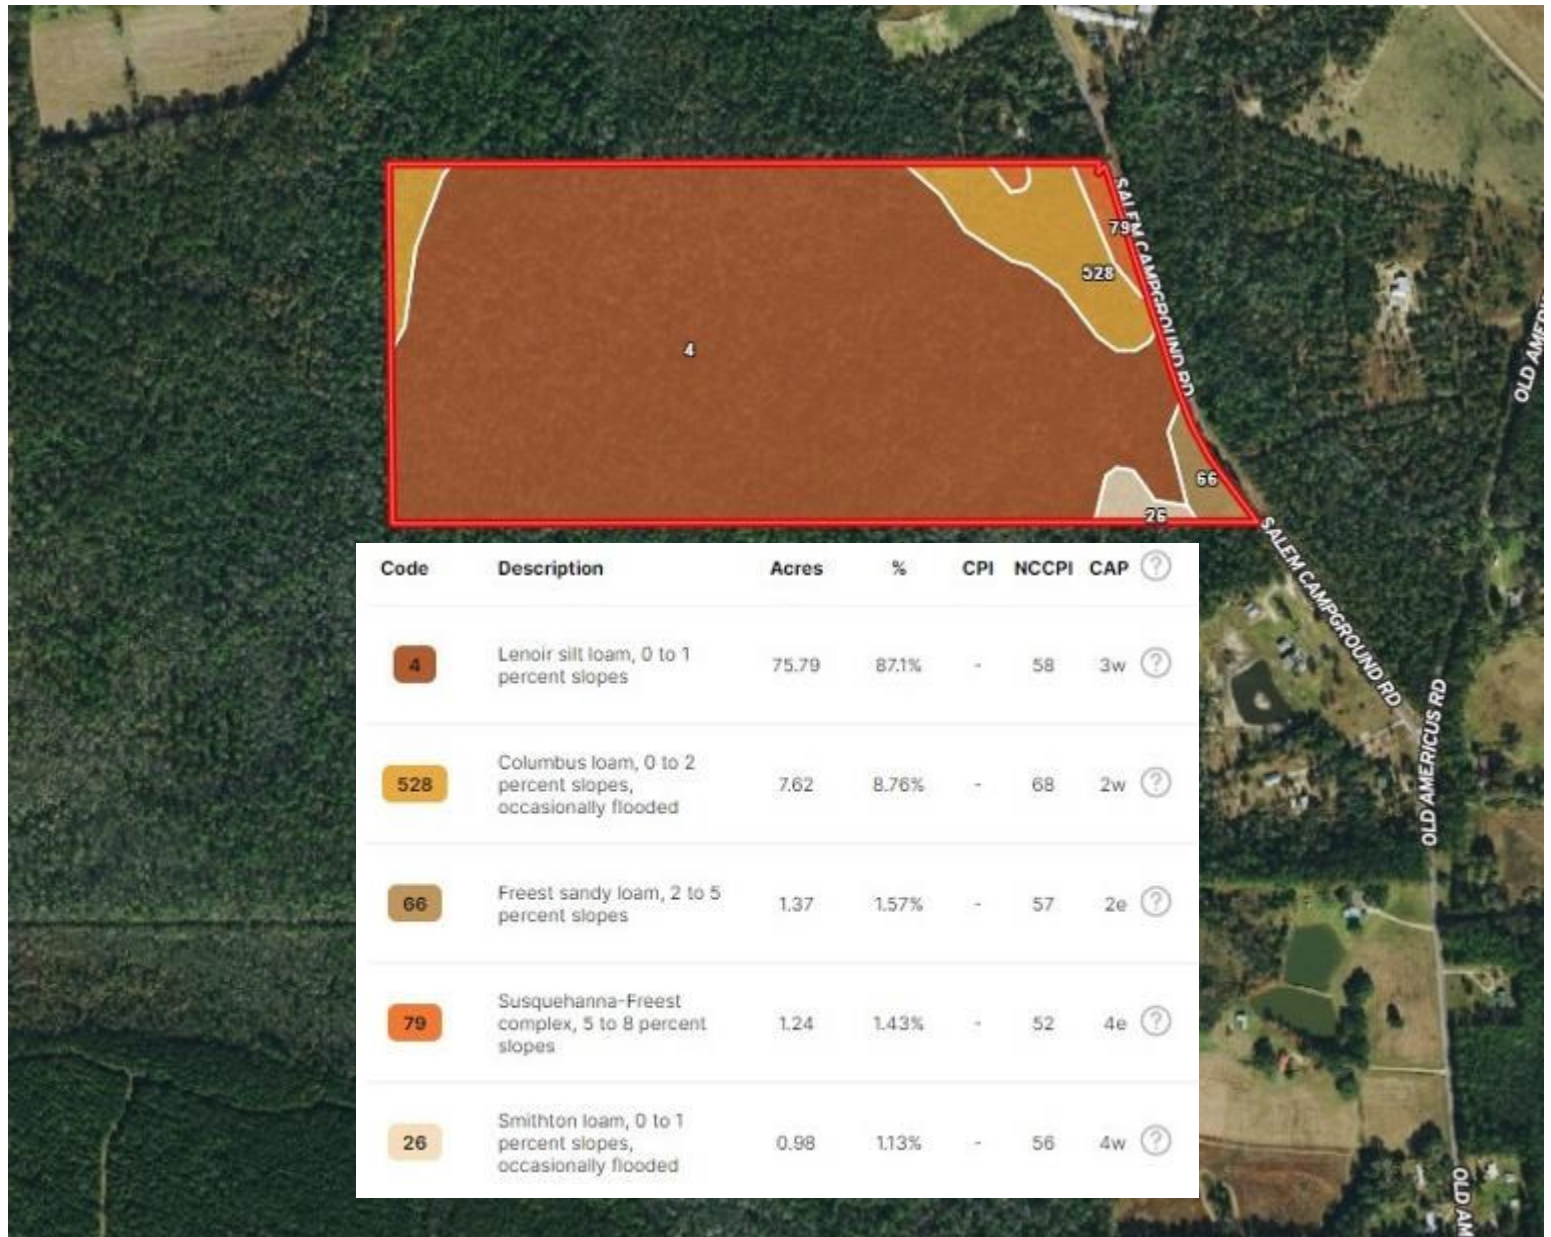 SALEM CAMPGROUND RD
79
528
4
66
26
OLD AMERI
SALEM CAMPGROUND RD
OLD AMERICUS RD
OLD AM
Code Description Acres % CPI NCCPI CAP ?
4 Lenoir silt loam, 0 to 1 75.79 87.1% - 58 3w ?
percent slopes
Columbus loam, 0 to 2
528 percent slopes, 7.62 8.76% - 68 2w ?
occasionally flooded
66 Freest sandy loam, 2 to 5 1.37 1.57% - 57 2e ?
percent slopes
Susquehanna-Freest
79 complex, 5 to 8 percent 1.24 1.43% - 52 4e ?
slopes
Smithton loam, 0 to 1
26 percent slopes, 0.98 1.13% - 56 4w ?
occasionally flooded